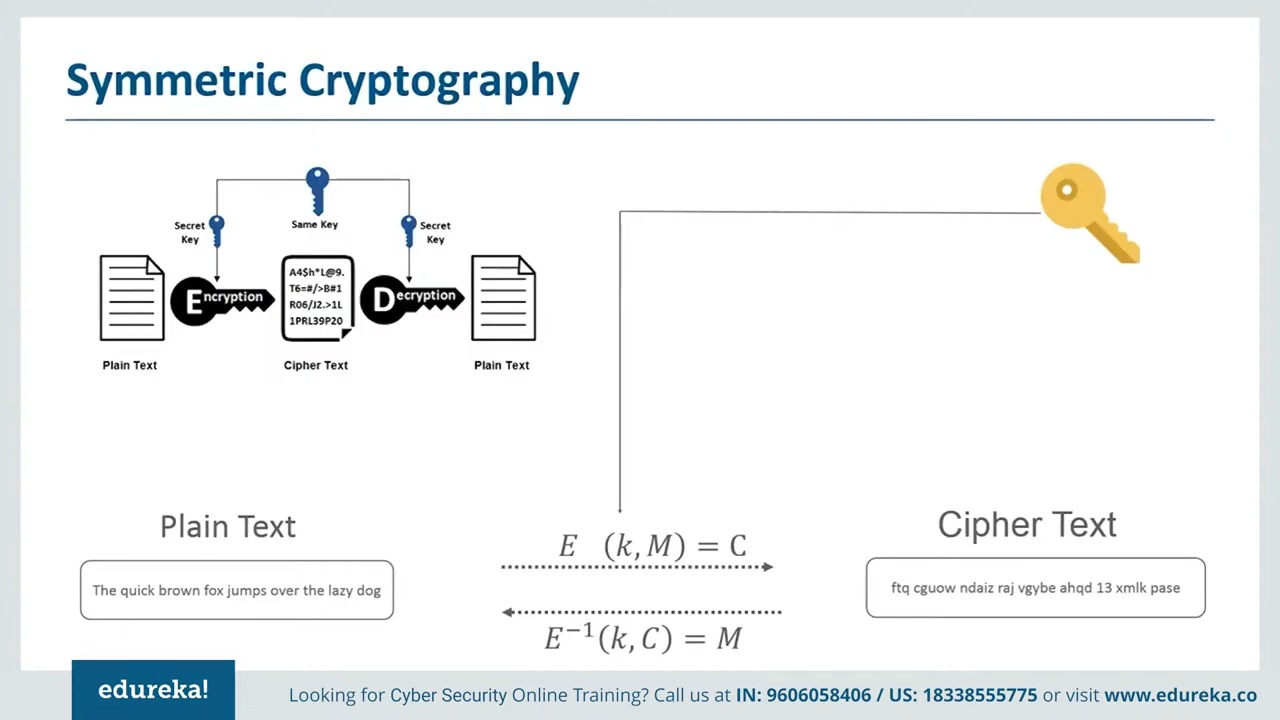 Symmetric Cryptography
Secret
Key
Same Key
Secret
Key
Encryption
A4$h*L@9.
T6=#/>B#1
R06/J2.>1L
1PRL39P20
Decryption
Plain Text
Cipher Text
Plain Text
Plain Text
The quick brown fox jumps over the lazy dog
E (k, M) = C
E⁻¹(k, C) = M
Cipher Text
ftq cguow ndaiz raj vgybe ahqd 13 xmlk pase
edureka!
Looking for Cyber Security Online Training? Call us at IN: 9606058406 / US: 18338555775 or visit www.edureka.co